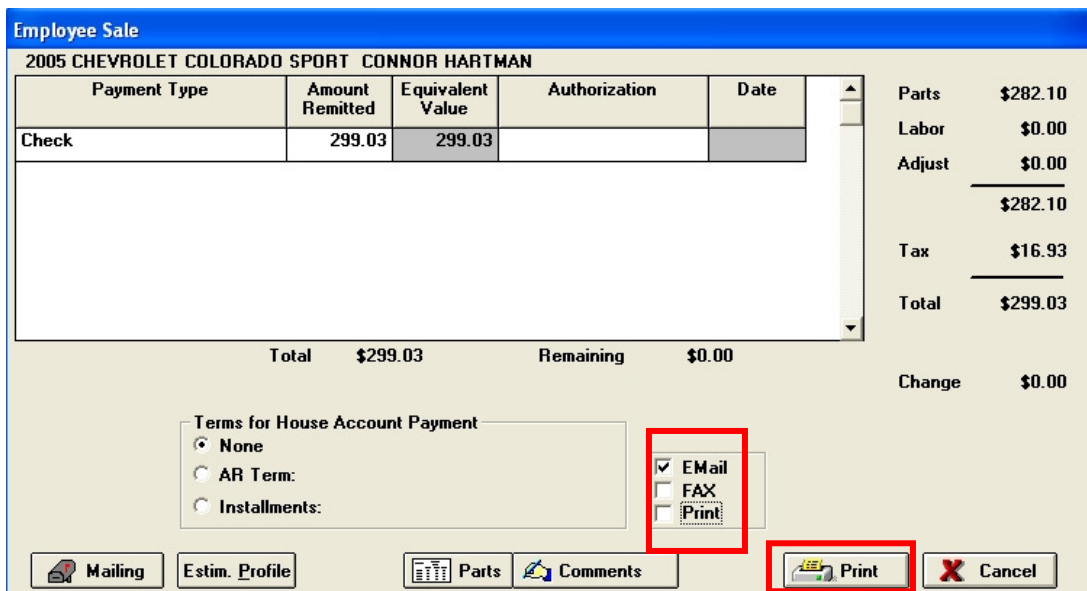 Employee Sale
2005 CHEVROLET COLORADO SPORT CONNOR HARTMAN
Payment Type Amount Remitted Equivalent Value Authorization Date
Check 299.03 299.03
Total $299.03 Remaining $0.00
Parts $282.10
Labor $0.00
Adjust $0.00
$282.10
Tax $16.93
Total $299.03
Change $0.00
Terms for House Account Payment
None
AR Term:
Installments:
EMail
FAX
Print
Mailing Estim. Profile Parts Comments Print Cancel